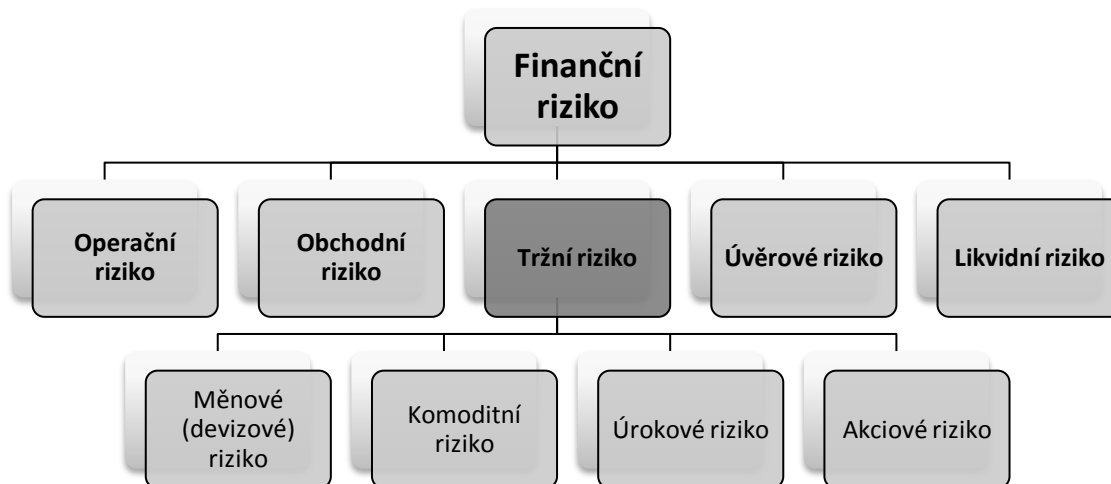 Finanční
riziko
Operační
riziko
Obchodní
riziko
Tržní riziko
Úvěrové riziko
Likvidní riziko
Měnové
(devizové)
riziko
Komoditní
riziko
Úrokové riziko
Akciové riziko